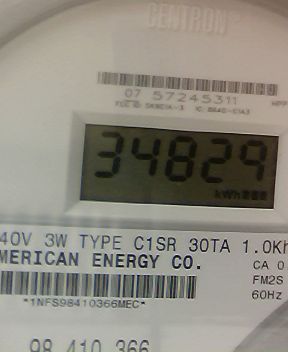 CENTRON
07 57245311
34829
kWh
40V 3W TYPE C1SR 30TA 1.0Kh
MERICAN ENERGY CO.
CA 0
FM2S
60Hz
*1NFS98410366MEC*
98 410 366